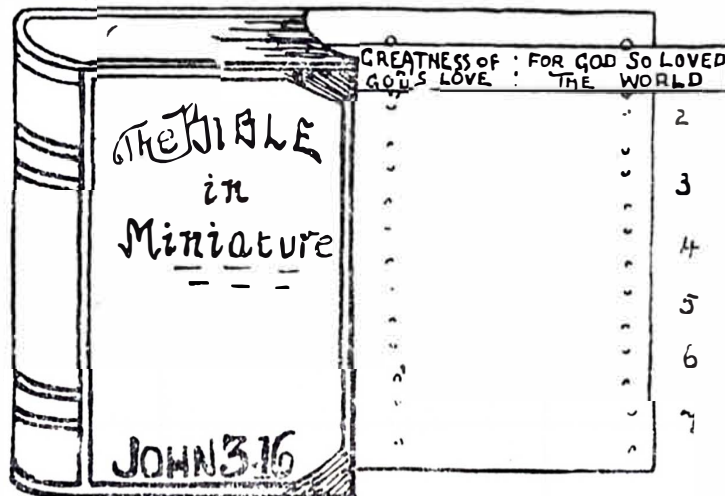 The BIBLE
in
Miniature
JOHN 3:16
GREATNESS OF : FOR GOD SO LOVED
GOD'S LOVE : THE WORLD
2
3
4
5
6
7